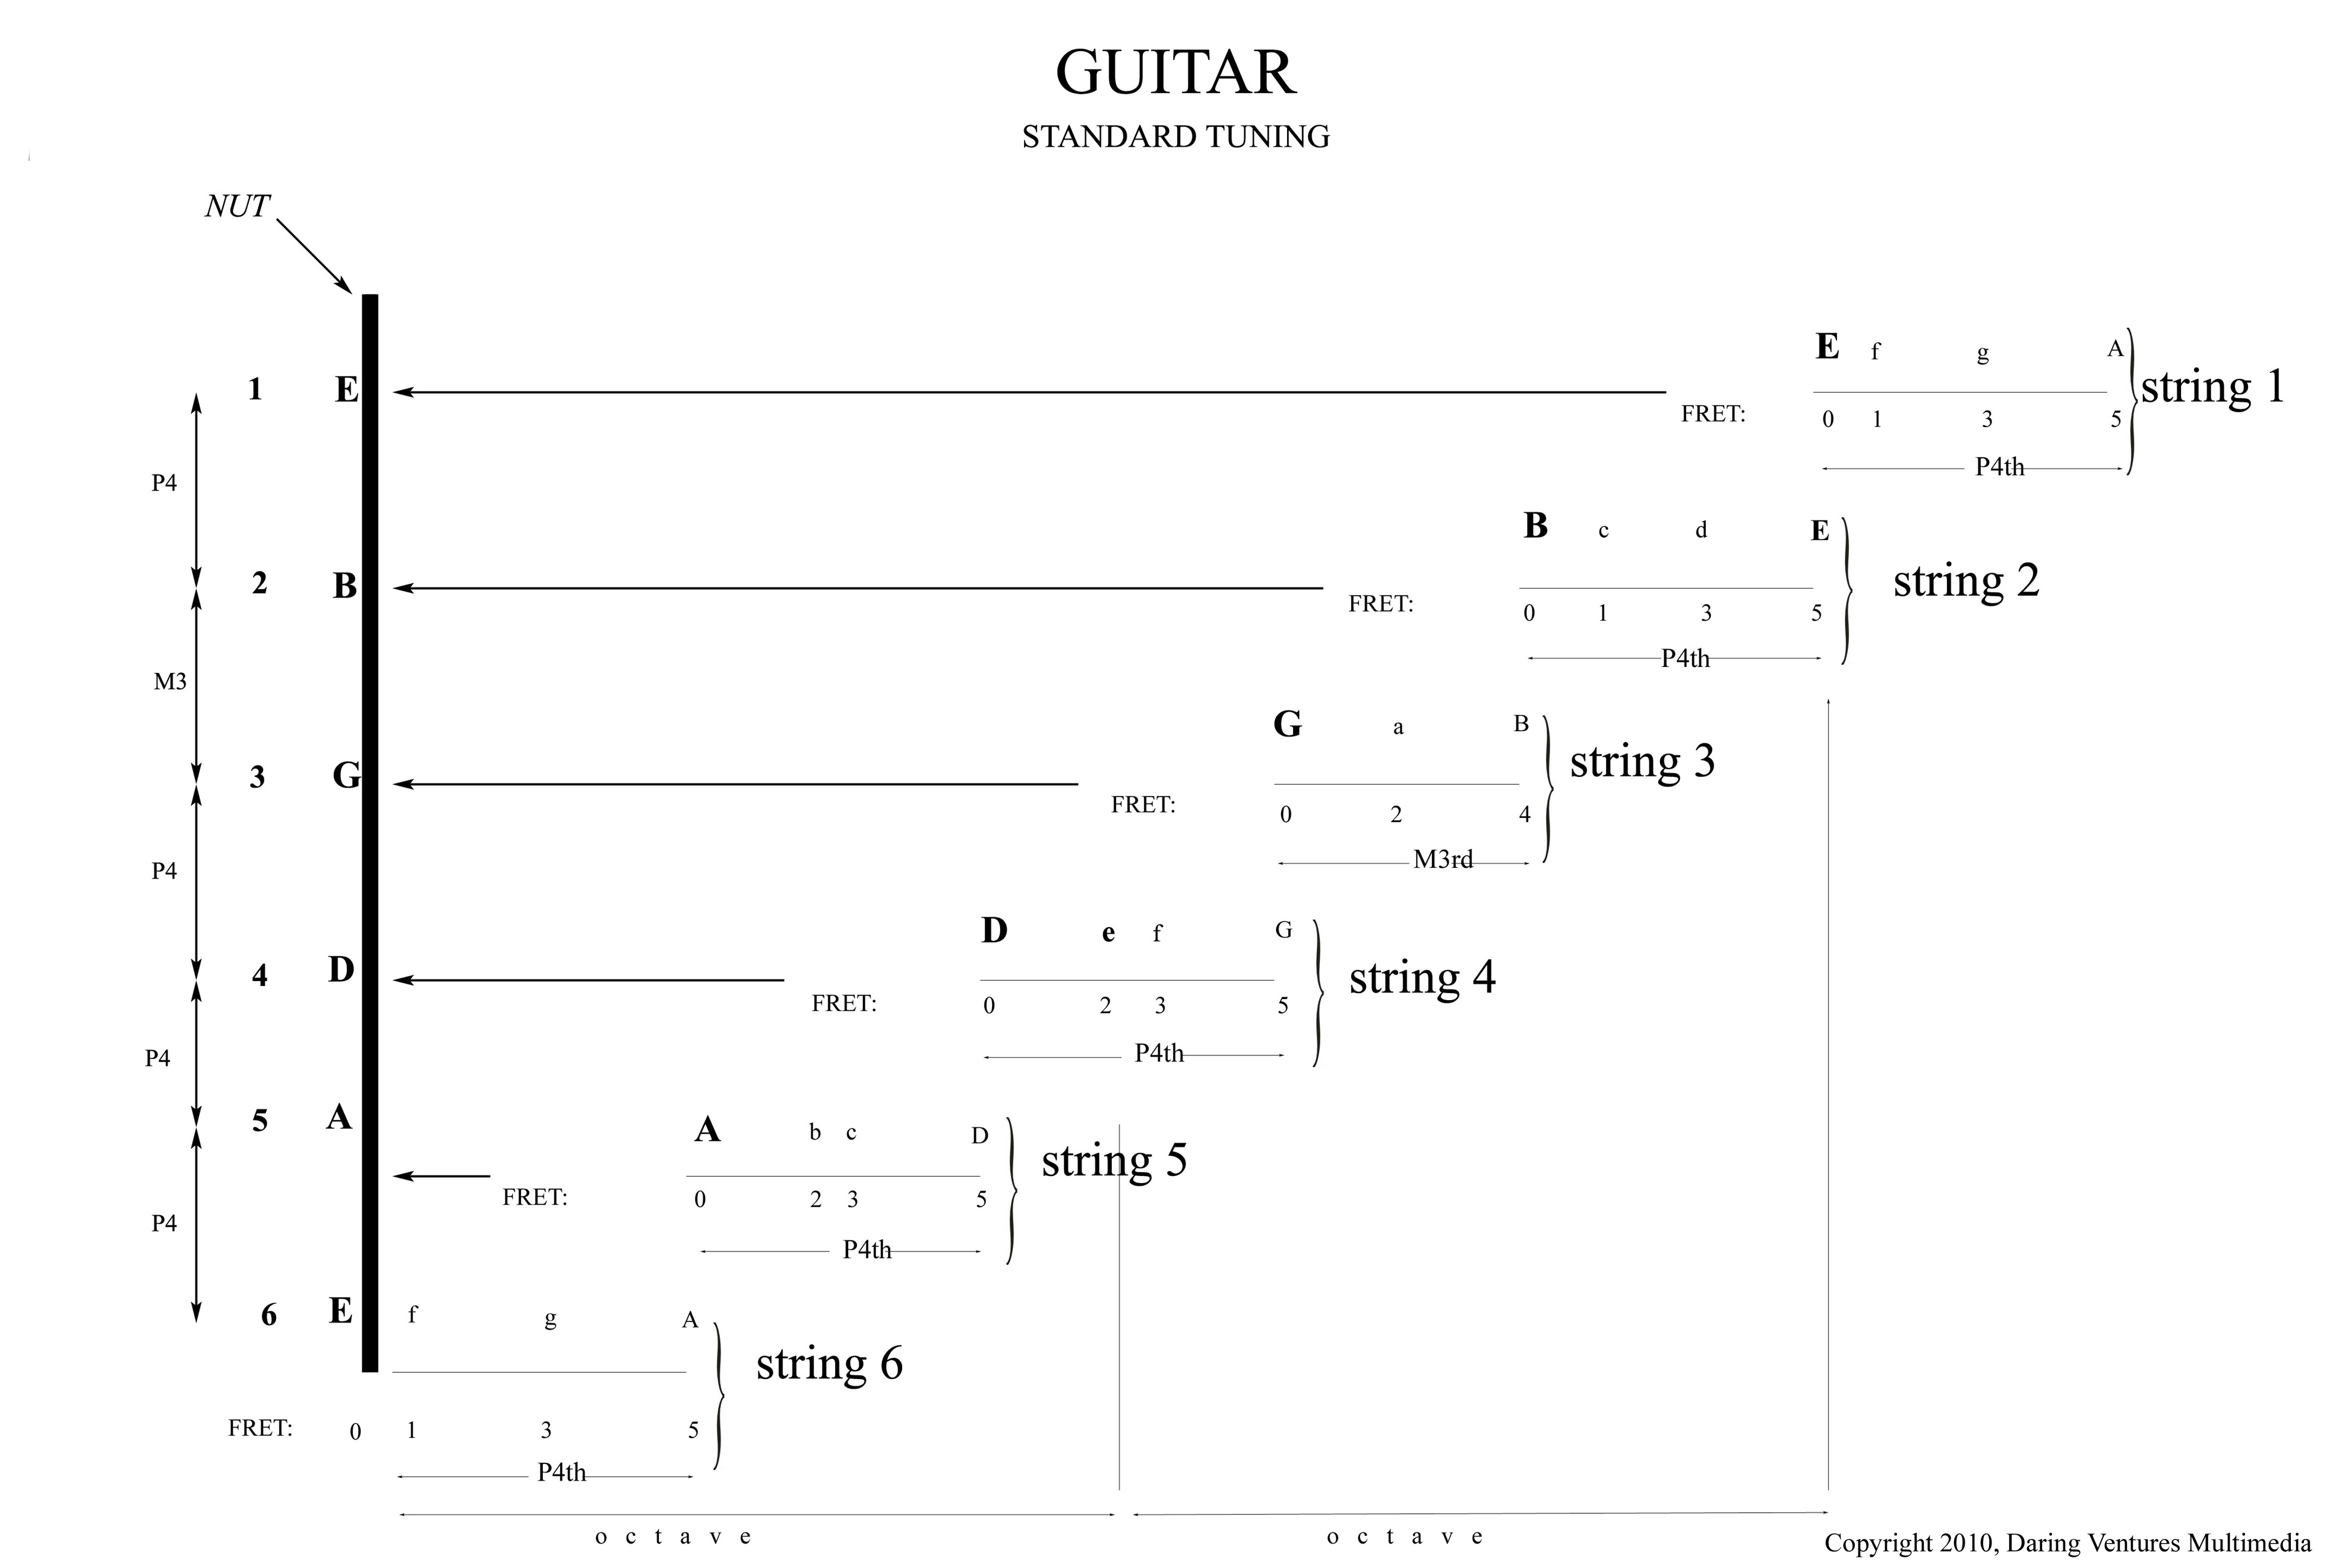 GUITAR
STANDARD TUNING
NUT
E f g A
1 E
string 1
FRET: 0 1 3 5
P4th
P4
B c d E
2 B
string 2
FRET: 0 1 3 5
P4th
M3
G a B
3 G
string 3
FRET: 0 2 4
M3rd
P4
D e f G
4 D
string 4
FRET: 0 2 3 5
P4th
P4
5 A
A b c D
string 5
FRET: 0 2 3 5
P4th
P4
6 E f g A
string 6
FRET: 0 1 3 5
P4th
o c t a v e
o c t a v e
Copyright 2010, Daring Ventures Multimedia